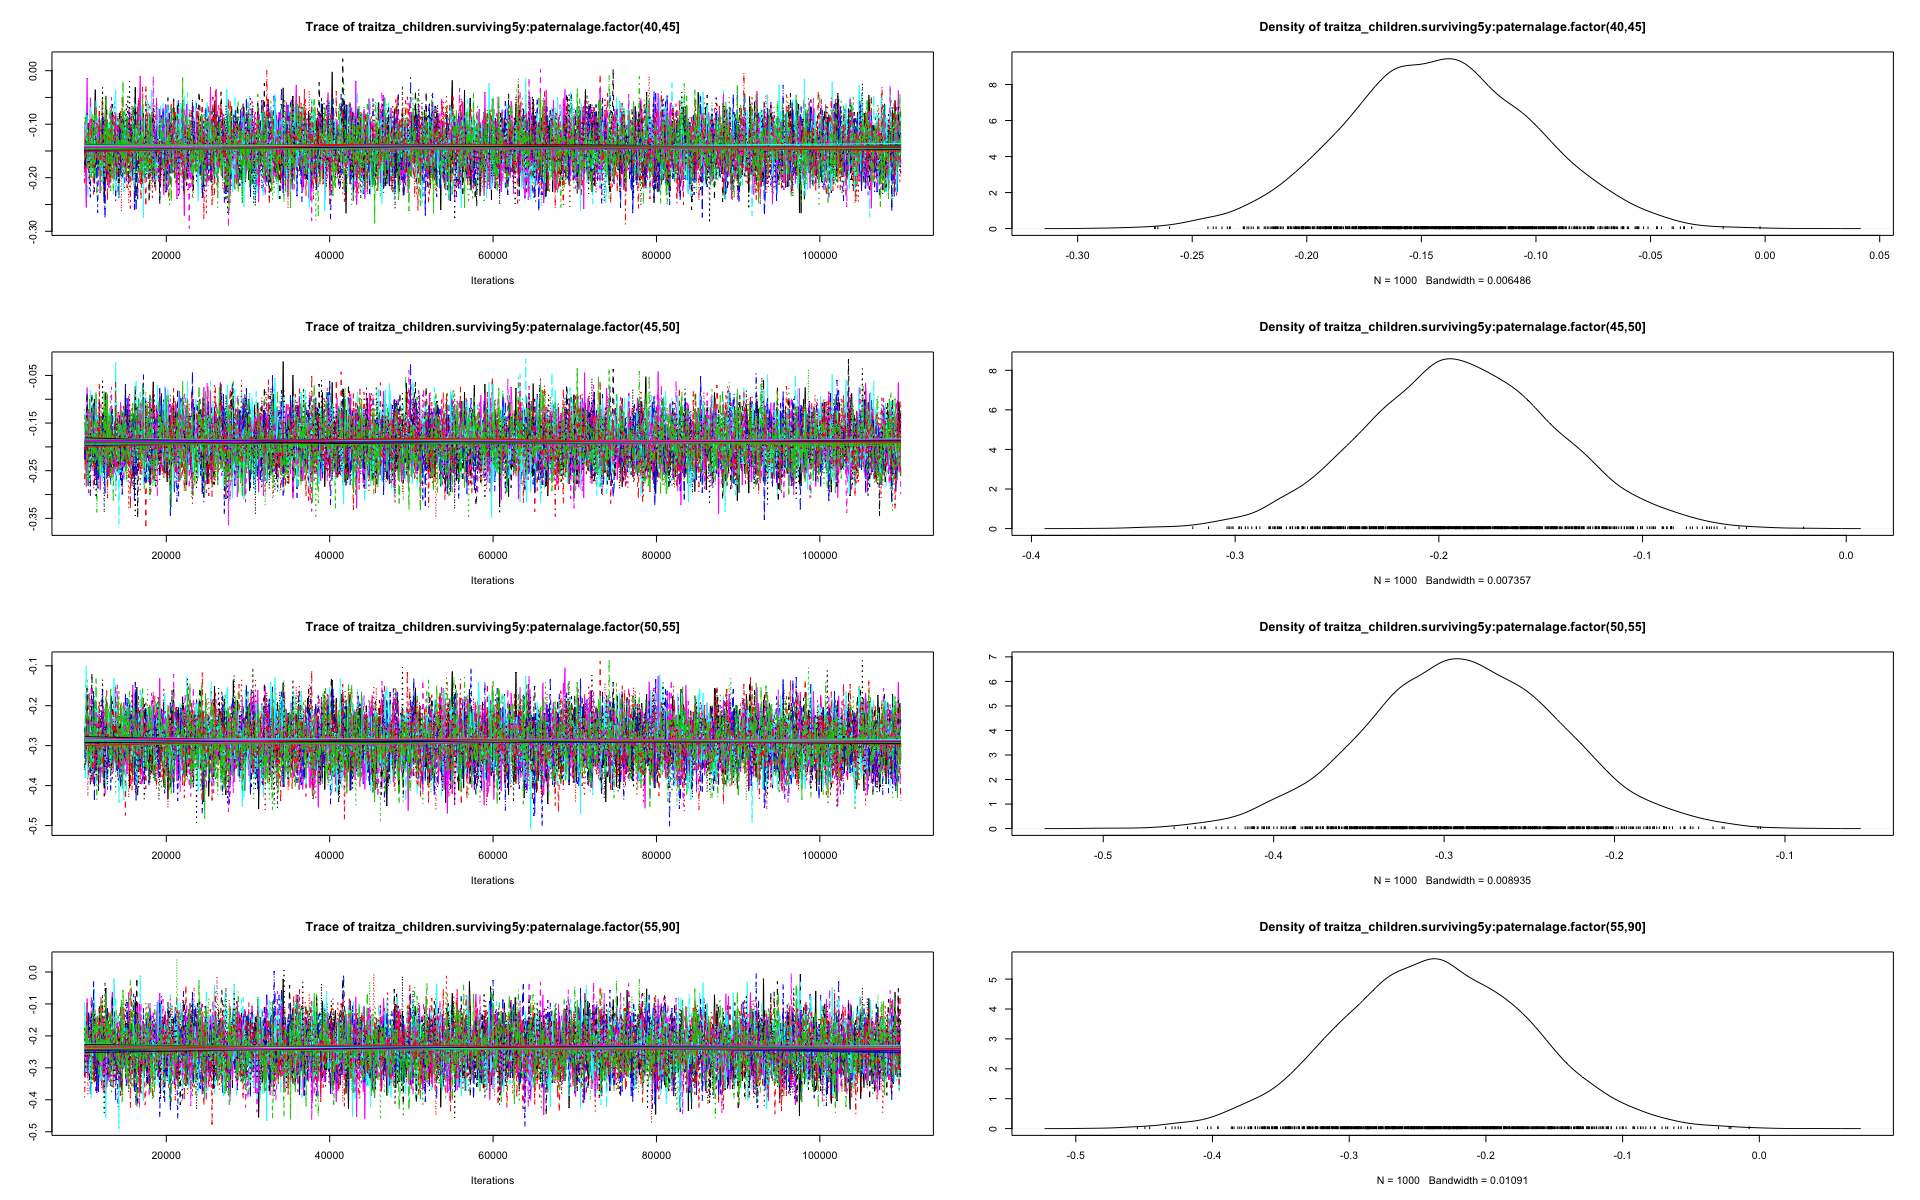 Trace of traitza_children.surviving5y:paternalage.factor(40,45]
0.00
-0.10
-0.20
-0.30
20000 40000 60000 80000 100000
Iterations
Density of traitza_children.surviving5y:paternalage.factor(40,45]
8
6
4
2
0
-0.30 -0.25 -0.20 -0.15 -0.10 -0.05 0.00 0.05
N = 1000 Bandwidth = 0.006486
Trace of traitza_children.surviving5y:paternalage.factor(45,50]
-0.05
-0.15
-0.25
-0.35
20000 40000 60000 80000 100000
Iterations
Density of traitza_children.surviving5y:paternalage.factor(45,50]
8
6
4
2
0
-0.4 -0.3 -0.2 -0.1 0.0
N = 1000 Bandwidth = 0.007357
Trace of traitza_children.surviving5y:paternalage.factor(50,55]
-0.1
-0.2
-0.3
-0.4
-0.5
20000 40000 60000 80000 100000
Iterations
Density of traitza_children.surviving5y:paternalage.factor(50,55]
7
6
5
4
3
2
1
0
-0.5 -0.4 -0.3 -0.2 -0.1
N = 1000 Bandwidth = 0.008935
Trace of traitza_children.surviving5y:paternalage.factor(55,90]
0.0
-0.1
-0.2
-0.3
-0.4
-0.5
20000 40000 60000 80000 100000
Iterations
Density of traitza_children.surviving5y:paternalage.factor(55,90]
5
4
3
2
1
0
-0.5 -0.4 -0.3 -0.2 -0.1 0.0
N = 1000 Bandwidth = 0.01091